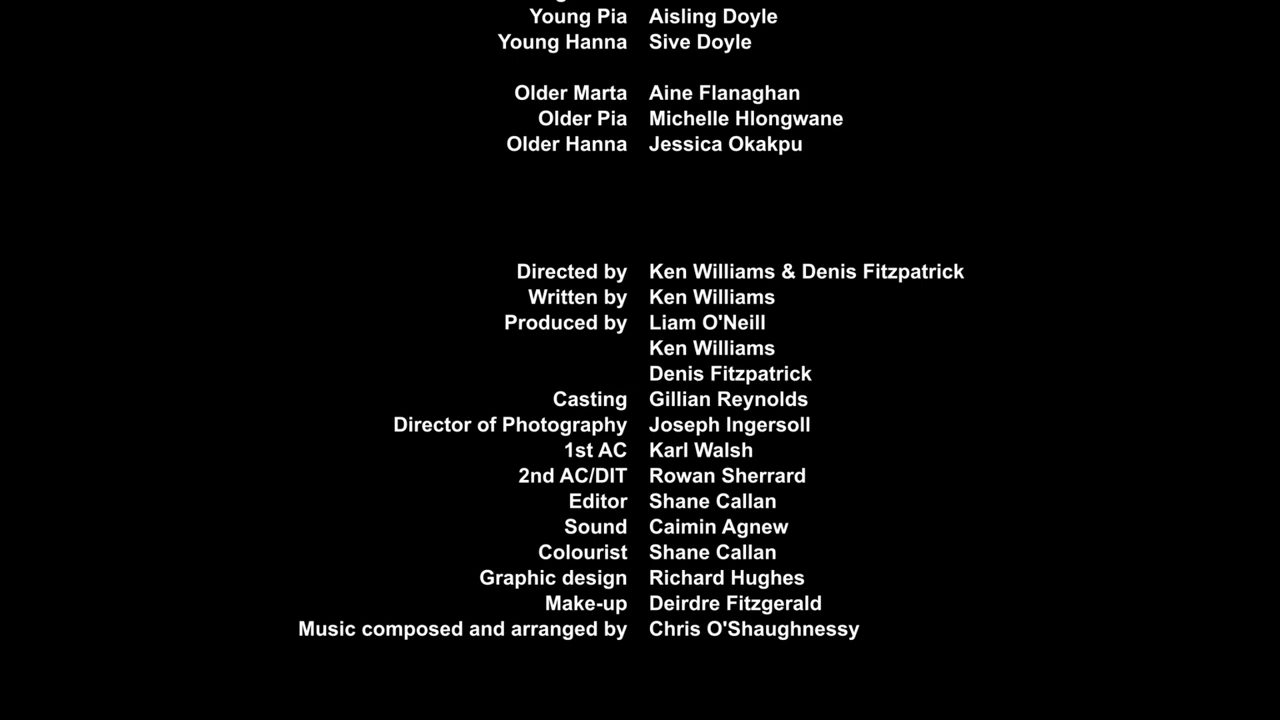 Young Pia Aisling Doyle
Young Hanna Sive Doyle
Older Marta Aine Flanaghan
Older Pia Michelle Hlongwane
Older Hanna Jessica Okakpu
Directed by Ken Williams & Denis Fitzpatrick
Written by Ken Williams
Produced by Liam O'Neill
Ken Williams
Denis Fitzpatrick
Casting Gillian Reynolds
Director of Photography Joseph Ingersoll
1st AC Karl Walsh
2nd AC/DIT Rowan Sherrard
Editor Shane Callan
Sound Caimin Agnew
Colourist Shane Callan
Graphic design Richard Hughes
Make-up Deirdre Fitzgerald
Music composed and arranged by Chris O'Shaughnessy